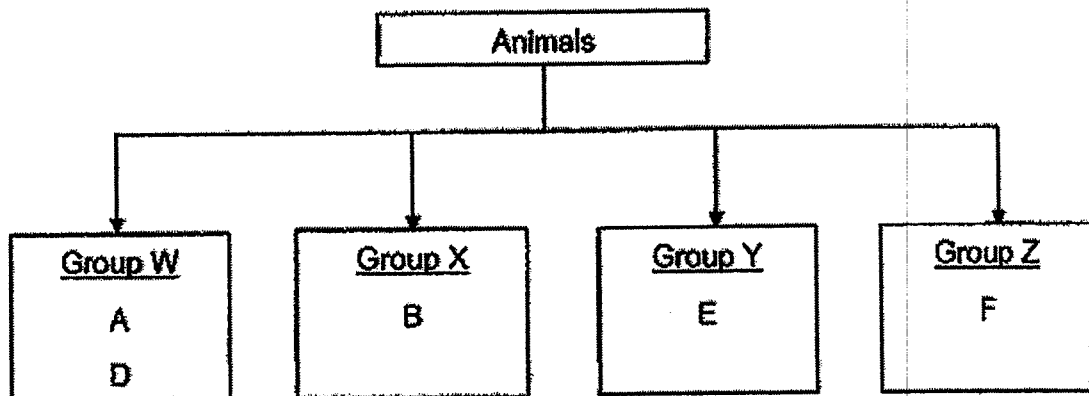 Animals
Group W
A
D
Group X
B
Group Y
E
Group Z
F